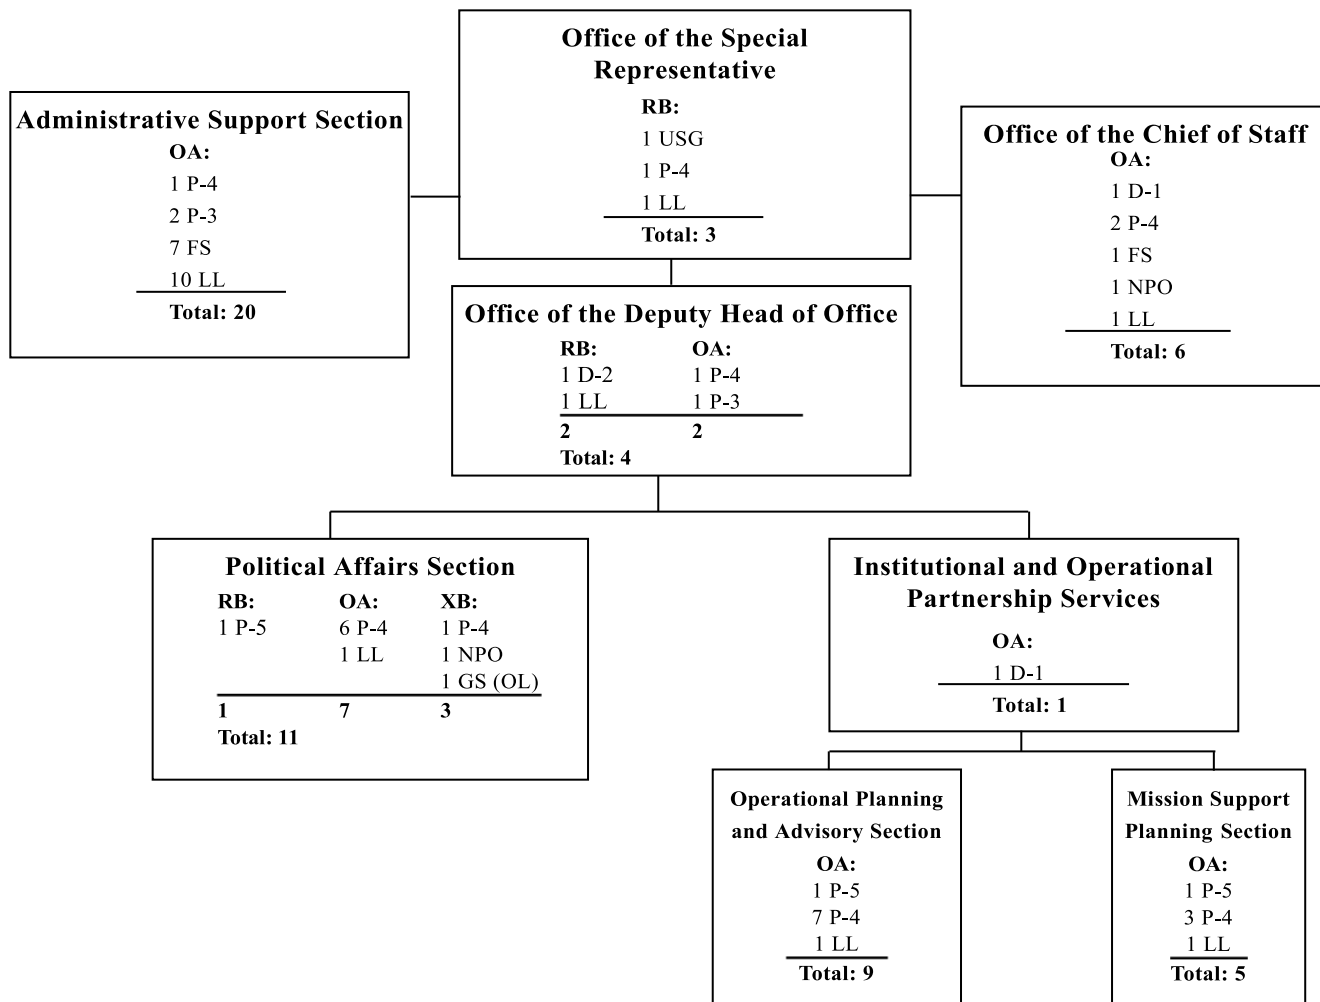 Office of the Special
Representative
RB:
1 USG
1 P-4
1 LL
Total: 3
Administrative Support Section
OA:
1 P-4
2 P-3
7 FS
10 LL
Total: 20
Office of the Chief of Staff
OA:
1 D-1
2 P-4
1 FS
1 NPO
1 LL
Total: 6
Office of the Deputy Head of Office
RB: OA:
1 D-2 1 P-4
1 LL 1 P-3
2 2
Total: 4
Political Affairs Section
RB: OA: XB:
1 P-5 6 P-4 1 P-4
1 LL 1 NPO
1 GS (OL)
1 7 3
Total: 11
Institutional and Operational
Partnership Services
OA:
1 D-1
Total: 1
Operational Planning
and Advisory Section
OA:
1 P-5
7 P-4
1 LL
Total: 9
Mission Support
Planning Section
OA:
1 P-5
3 P-4
1 LL
Total: 5